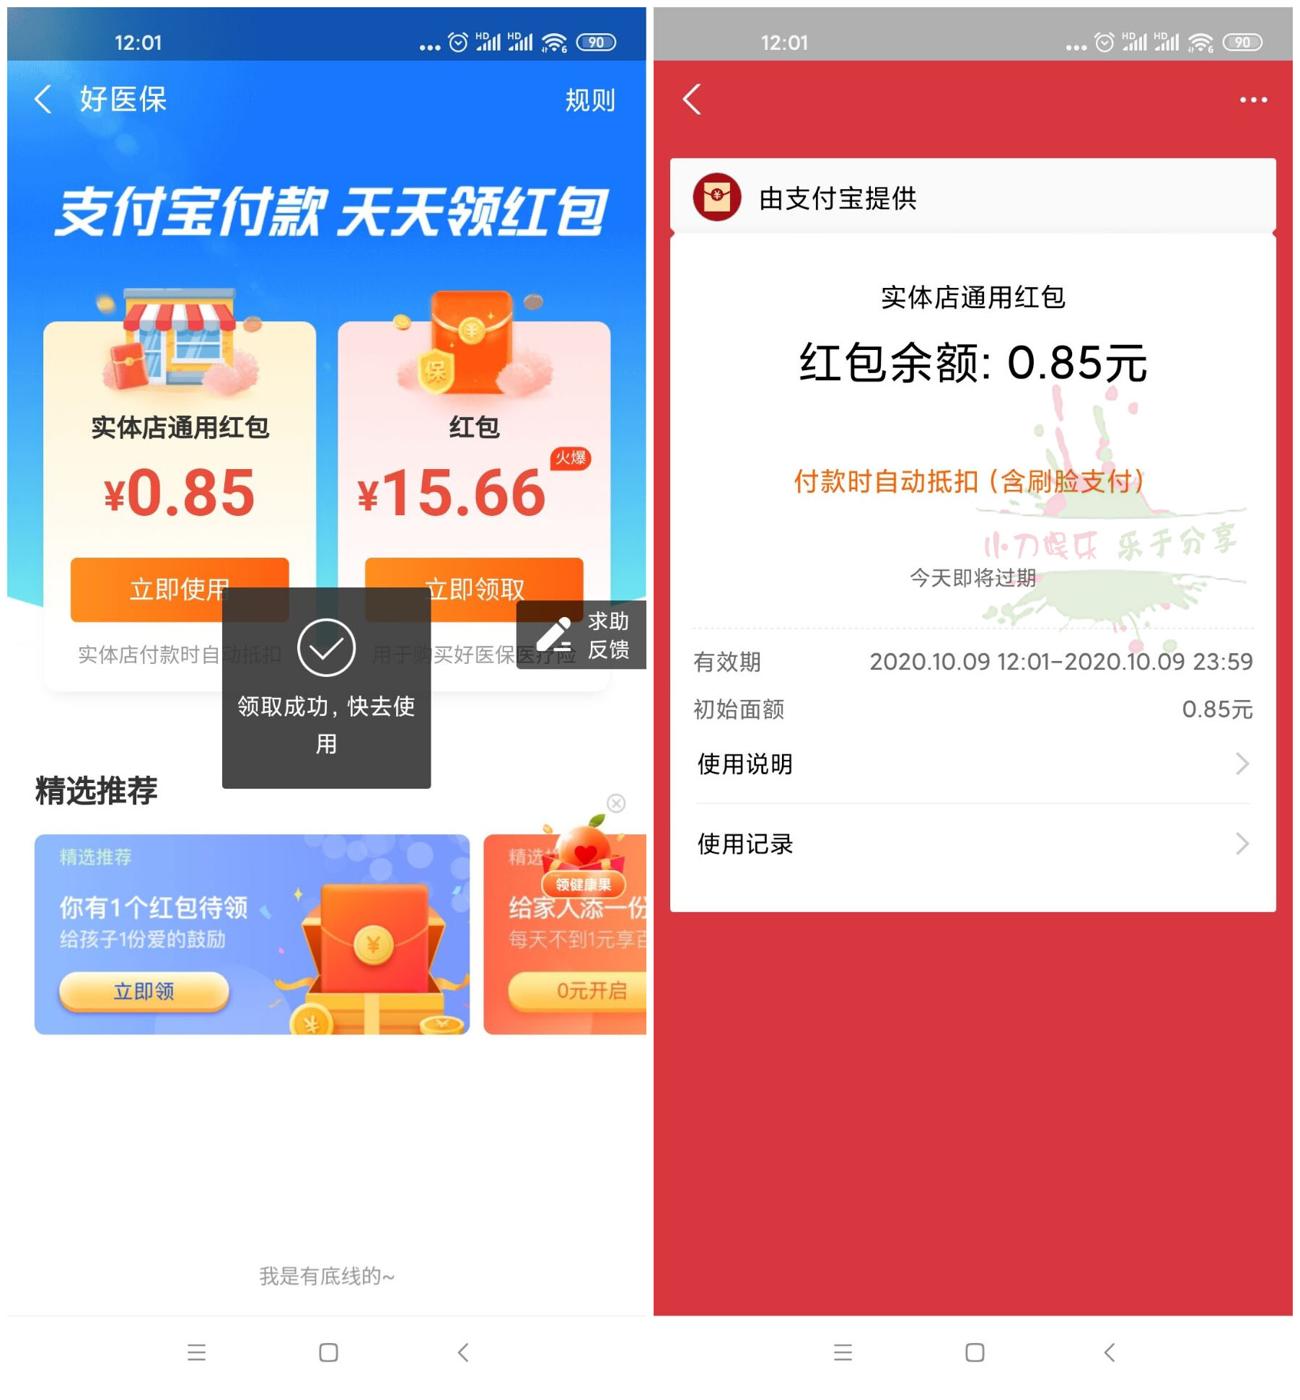 12:01
HD HD 6 90
好医保
规则
支付宝付款 天天领红包
保
实体店通用红包
¥0.85
立即使用
实体店付款时自动抵扣
红包
火爆
¥15.66
立即领取
用于购买好医保医疗险
求助
反馈
领取成功，快去使
用
精选推荐
精选推荐
你有1个红包待领
给孩子1份爱的鼓励
立即领
领健康果
给家人添一份
每天不到1元享
0元开启
我是有底线的~
12:01
HD HD 6 90
由支付宝提供
实体店通用红包
红包余额: 0.85元
付款时自动抵扣（含刷脸支付）
小刀娱乐 乐于分享
今天即将过期
有效期 2020.10.09 12:01-2020.10.09 23:59
初始面额 0.85元
使用说明
使用记录